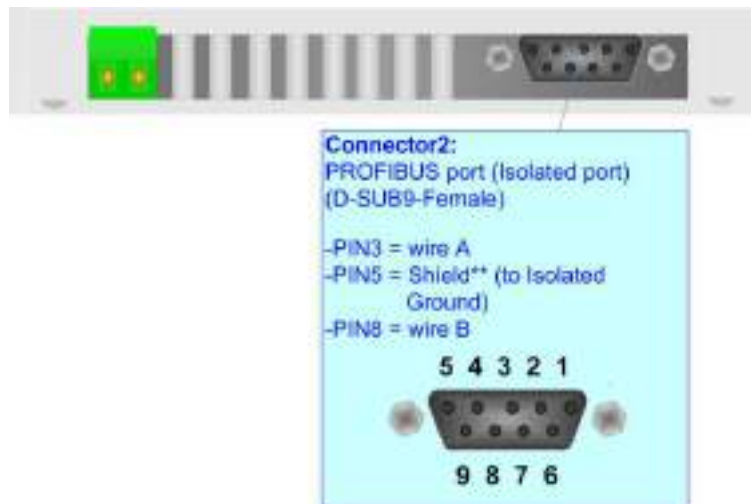 Connector2:
PROFIBUS port (Isolated port)
(D-SUB9-Female)
-PIN3 = wire A
-PIN5 = Shield** (to Isolated
Ground)
-PIN8 = wire B
5 4 3 2 1
9 8 7 6